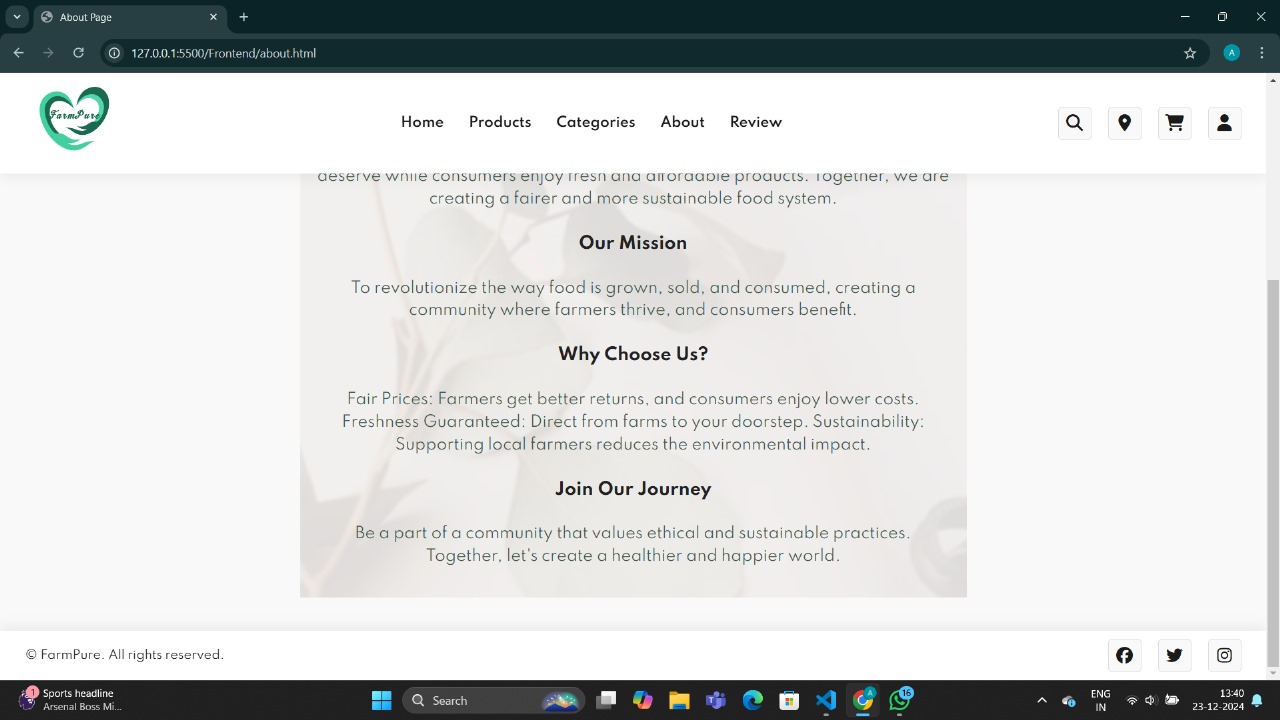 About Page
127.0.0.1:5500/Frontend/about.html
A
FarmPure
Home Products Categories About Review
deserve while consumers enjoy fresh and affordable products. Together, we are
creating a fairer and more sustainable food system.
Our Mission
To revolutionize the way food is grown, sold, and consumed, creating a
community where farmers thrive, and consumers benefit.
Why Choose Us?
Fair Prices: Farmers get better returns, and consumers enjoy lower costs.
Freshness Guaranteed: Direct from farms to your doorstep. Sustainability:
Supporting local farmers reduces the environmental impact.
Join Our Journey
Be a part of a community that values ethical and sustainable practices.
Together, let's create a healthier and happier world.
© FarmPure. All rights reserved.
1
Sports headline
Arsenal Boss Mi...
Search
A
16
ENG
IN
13:40
23-12-2024